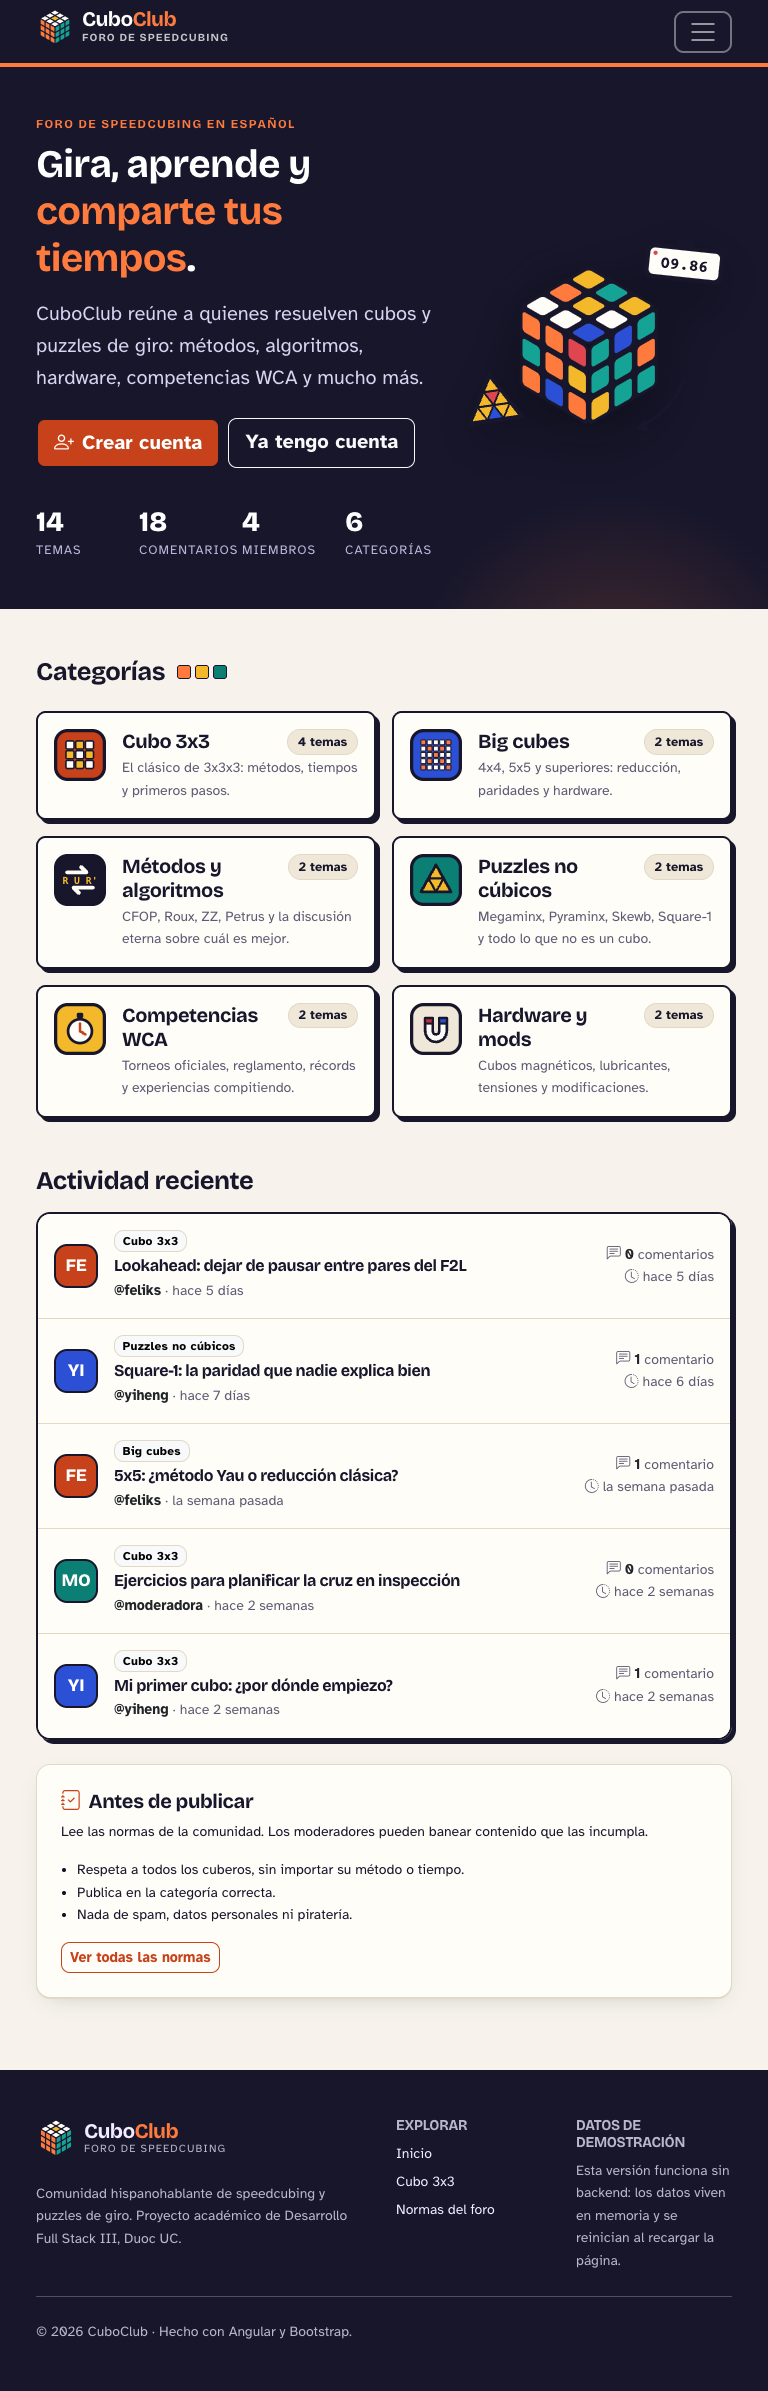 CuboClub
FORO DE SPEEDCUBING
FORO DE SPEEDCUBING EN ESPAÑOL
Gira, aprende y
comparte tus
tiempos.
CuboClub reúne a quienes resuelven cubos y
puzzles de giro: métodos, algoritmos,
hardware, competencias WCA y mucho más.
09.86
Crear cuenta
Ya tengo cuenta
14
TEMAS
18
COMENTARIOS
4
MIEMBROS
6
CATEGORÍAS
Categorías
Cubo 3x3
4 temas
El clásico de 3x3x3: métodos, tiempos
y primeros pasos.
Big cubes
2 temas
4x4, 5x5 y superiores: reducción,
paridades y hardware.
R U R'
Métodos y
algoritmos
2 temas
CFOP, Roux, ZZ, Petrus y la discusión
eterna sobre cuál es mejor.
Puzzles no
cúbicos
2 temas
Megaminx, Pyraminx, Skewb, Square-1
y todo lo que no es un cubo.
Competencias
WCA
2 temas
Torneos oficiales, reglamento, récords
y experiencias compitiendo.
Hardware y
mods
2 temas
Cubos magnéticos, lubricantes,
tensiones y modificaciones.
Actividad reciente
FE
Cubo 3x3
Lookahead: dejar de pausar entre pares del F2L
@feliks · hace 5 días
0 comentarios
hace 5 días
YI
Puzzles no cúbicos
Square-1: la paridad que nadie explica bien
@yiheng · hace 7 días
1 comentario
hace 6 días
FE
Big cubes
5x5: ¿método Yau o reducción clásica?
@feliks · la semana pasada
1 comentario
la semana pasada
MO
Cubo 3x3
Ejercicios para planificar la cruz en inspección
@moderadora · hace 2 semanas
0 comentarios
hace 2 semanas
YI
Cubo 3x3
Mi primer cubo: ¿por dónde empiezo?
@yiheng · hace 2 semanas
1 comentario
hace 2 semanas
Antes de publicar
Lee las normas de la comunidad. Los moderadores pueden banear contenido que las incumpla.
• Respeta a todos los cuberos, sin importar su método o tiempo.
• Publica en la categoría correcta.
• Nada de spam, datos personales ni piratería.
Ver todas las normas
CuboClub
FORO DE SPEEDCUBING
Comunidad hispanohablante de speedcubing y
puzzles de giro. Proyecto académico de Desarrollo
Full Stack III, Duoc UC.
EXPLORAR
Inicio
Cubo 3x3
Normas del foro
DATOS DE
DEMOSTRACIÓN
Esta versión funciona sin
backend: los datos viven
en memoria y se
reinician al recargar la
página.
© 2026 CuboClub · Hecho con Angular y Bootstrap.